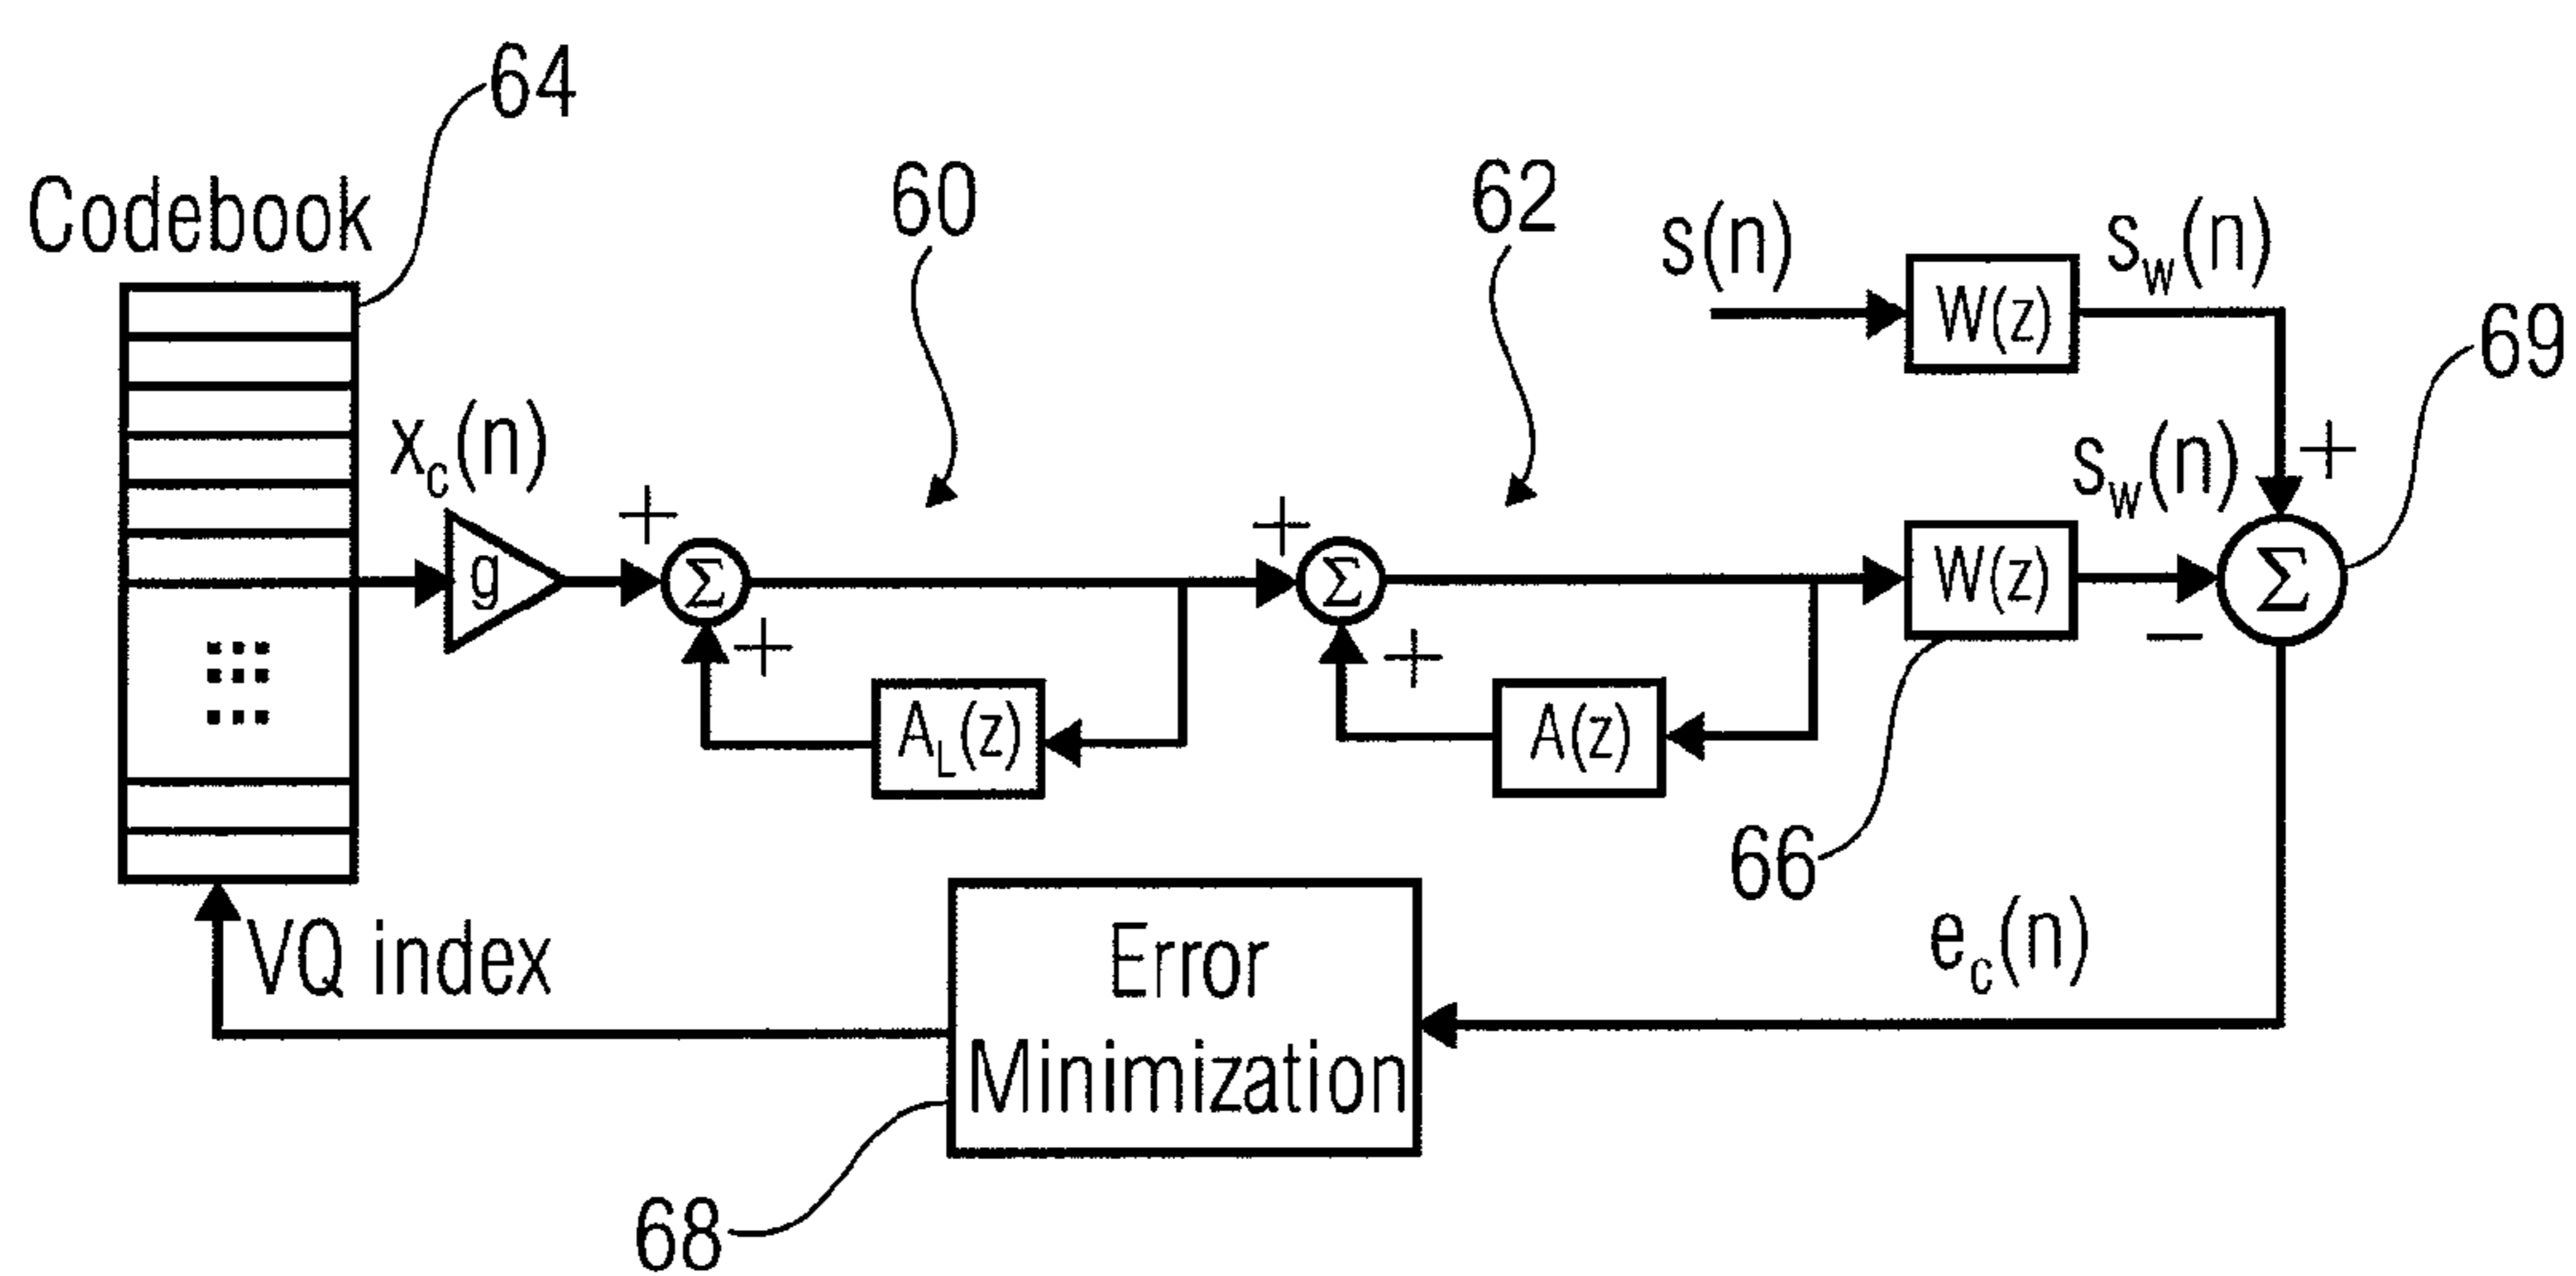 64
60
62
Codebook
s(n)
W(z)
s_w(n)
69
x_c(n)
+
s_w(n)
+
+
g
Σ
Σ
W(z)
Σ
+
+
−
A_L(z)
A(z)
66
VQ index
Error
Minimization
e_c(n)
68